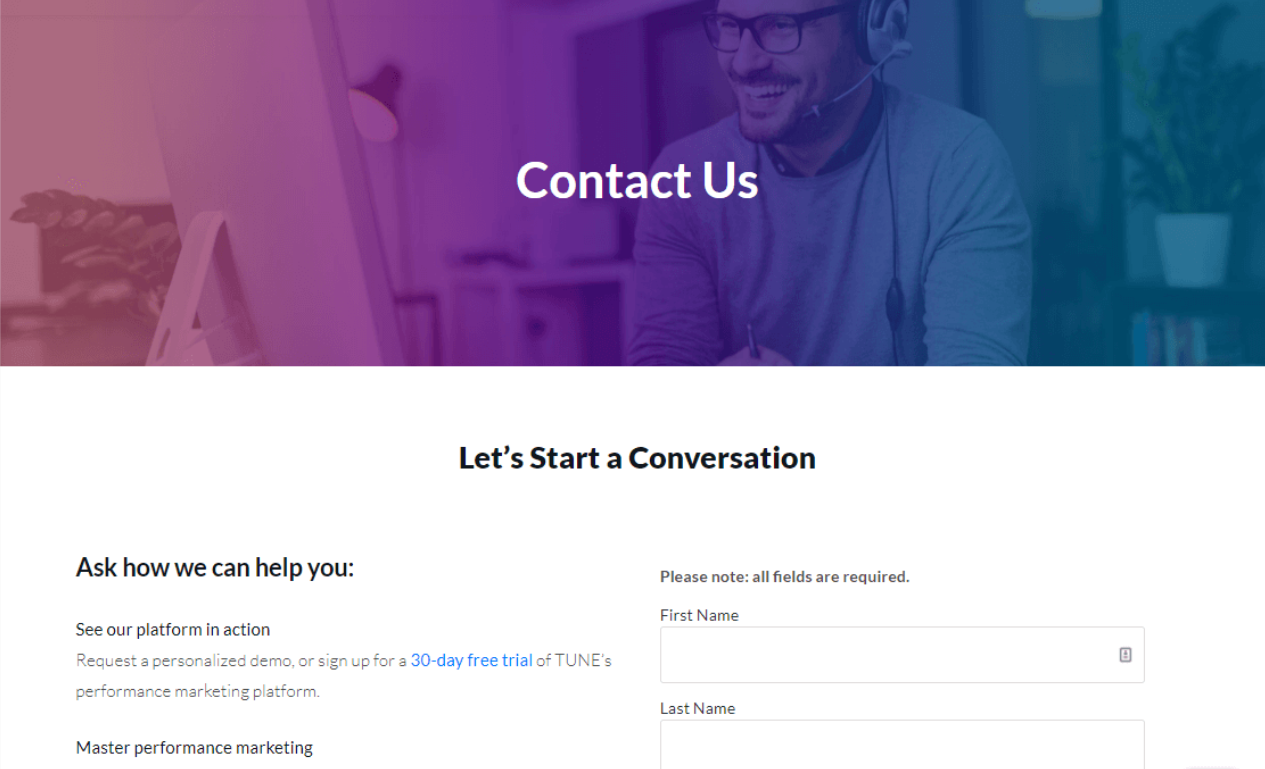 Contact Us
Let’s Start a Conversation
Ask how we can help you:
See our platform in action
Request a personalized demo, or sign up for a 30-day free trial of TUNE’s
performance marketing platform.
Master performance marketing
Please note: all fields are required.
First Name
Last Name